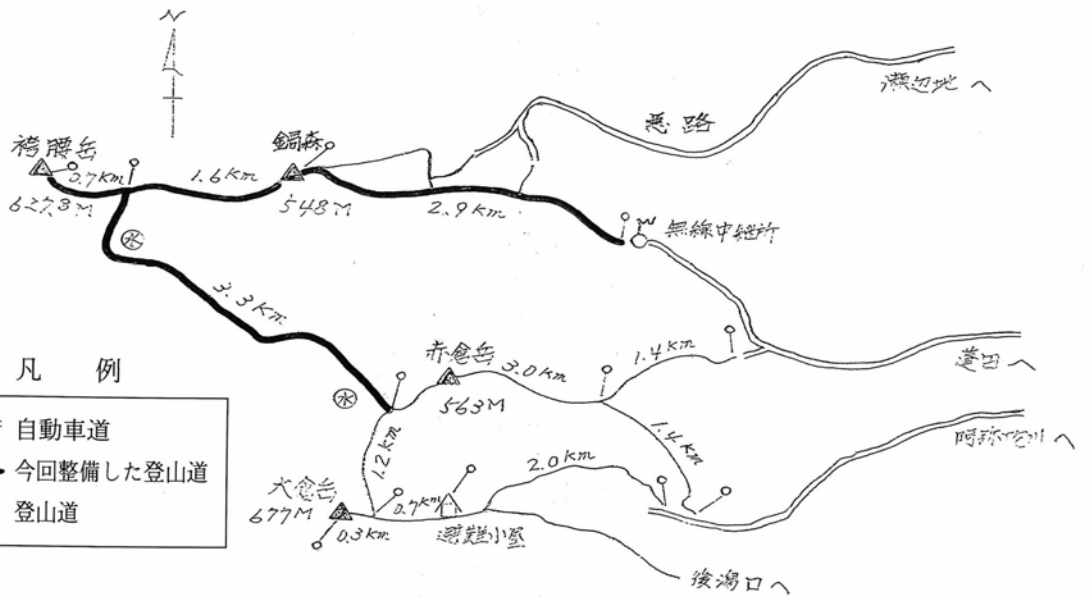 N
瀬辺地へ
悪路
袴腰岳
0.7Km
627.3M
1.6Km
鍋森
548M
2.9Km
無線中継所
水
3.3Km
水
赤倉岳
563M
3.0Km
1.4Km
蓬田へ
1.4Km
阿弥陀川へ
1.2Km
大倉岳
677M
0.3Km
0.7Km
避難小屋
2.0Km
後潟口へ
凡 例
自動車道
今回整備した登山道
登山道